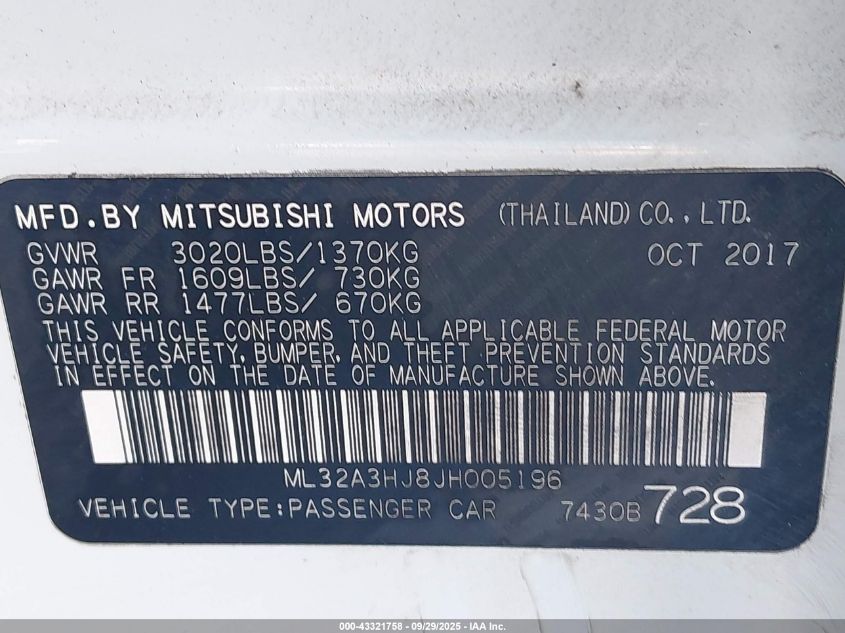 MFD.BY MITSUBISHI MOTORS (THAILAND) CO.,LTD.
GVWR 3020LBS/1370KG OCT 2017
GAWR FR 1609LBS/ 730KG
GAWR RR 1477LBS/ 670KG
THIS VEHICLE CONFORMS TO ALL APPLICABLE FEDERAL MOTOR
VEHICLE SAFETY, BUMPER, AND THEFT PREVENTION STANDARDS
IN EFFECT ON THE DATE OF MANUFACTURE SHOWN ABOVE.
ML32A3HJ8JH005196
VEHICLE TYPE:PASSENGER CAR 7430B 728
000-43321758 - 09/29/2025 - IAA Inc.